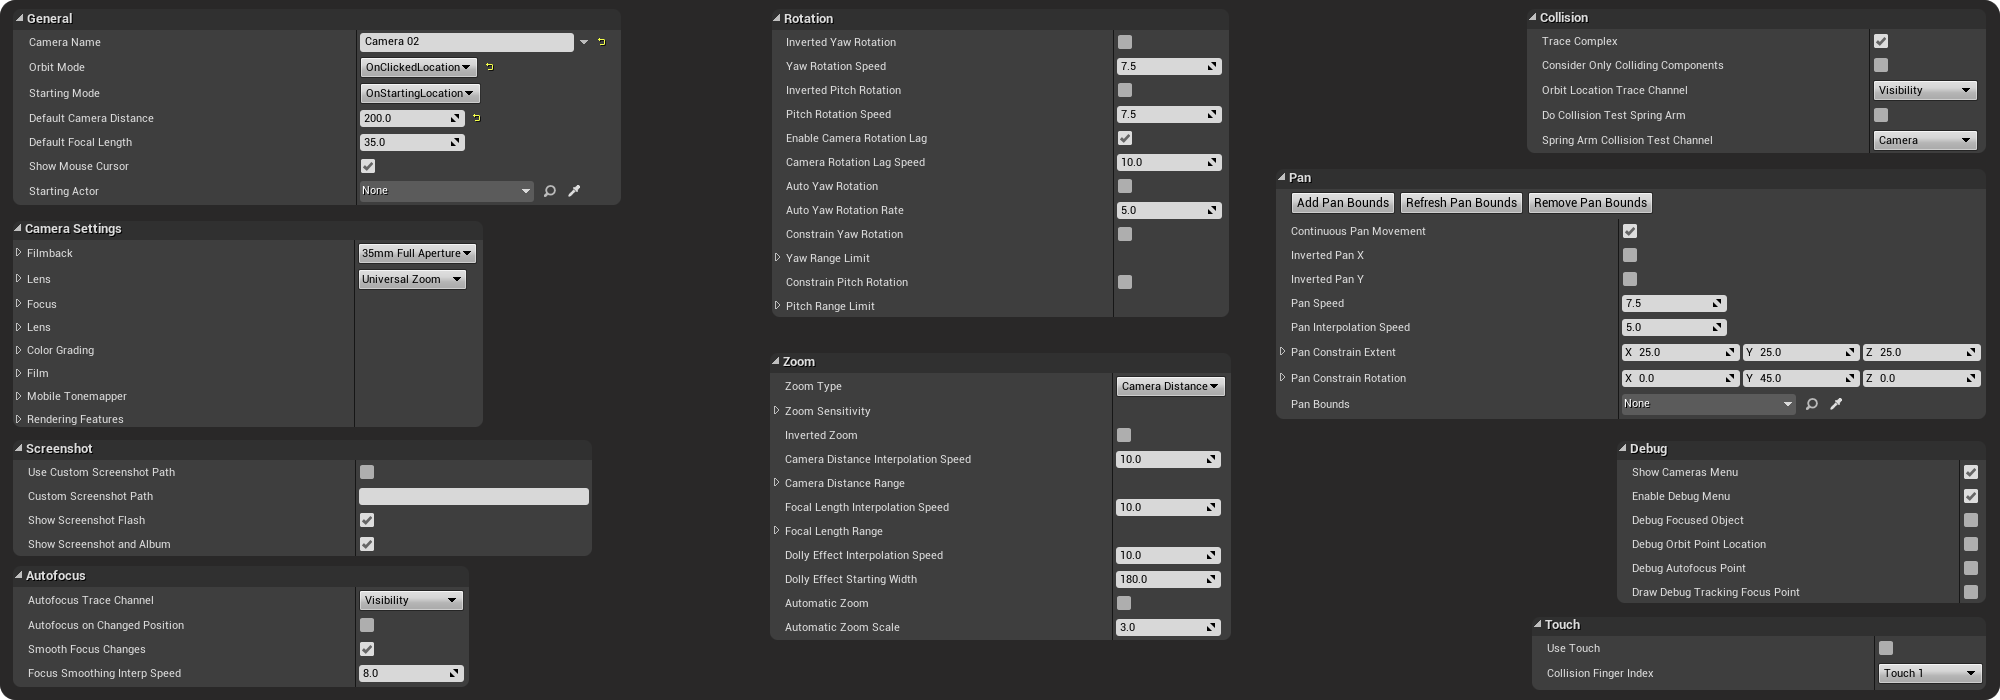 General
Camera Name Camera 02
Orbit Mode OnClickedLocation
Starting Mode OnStartingLocation
Default Camera Distance 200.0
Default Focal Length 35.0
Show Mouse Cursor
Starting Actor None
Camera Settings
Filmback 35mm Full Aperture
Lens Universal Zoom
Focus
Lens
Color Grading
Film
Mobile Tonemapper
Rendering Features
Screenshot
Use Custom Screenshot Path
Custom Screenshot Path
Show Screenshot Flash
Show Screenshot and Album
Autofocus
Autofocus Trace Channel Visibility
Autofocus on Changed Position
Smooth Focus Changes
Focus Smoothing Interp Speed 8.0
Rotation
Inverted Yaw Rotation
Yaw Rotation Speed 7.5
Inverted Pitch Rotation
Pitch Rotation Speed 7.5
Enable Camera Rotation Lag
Camera Rotation Lag Speed 10.0
Auto Yaw Rotation
Auto Yaw Rotation Rate 5.0
Constrain Yaw Rotation
Yaw Range Limit
Constrain Pitch Rotation
Pitch Range Limit
Zoom
Zoom Type Camera Distance
Zoom Sensitivity
Inverted Zoom
Camera Distance Interpolation Speed 10.0
Camera Distance Range
Focal Length Interpolation Speed 10.0
Focal Length Range
Dolly Effect Interpolation Speed 10.0
Dolly Effect Starting Width 180.0
Automatic Zoom
Automatic Zoom Scale 3.0
Collision
Trace Complex
Consider Only Colliding Components
Orbit Location Trace Channel Visibility
Do Collision Test Spring Arm
Spring Arm Collision Test Channel Camera
Pan
Add Pan Bounds Refresh Pan Bounds Remove Pan Bounds
Continuous Pan Movement
Inverted Pan X
Inverted Pan Y
Pan Speed 7.5
Pan Interpolation Speed 5.0
Pan Constrain Extent X 25.0 Y 25.0 Z 25.0
Pan Constrain Rotation X 0.0 Y 45.0 Z 0.0
Pan Bounds None
Debug
Show Cameras Menu
Enable Debug Menu
Debug Focused Object
Debug Orbit Point Location
Debug Autofocus Point
Draw Debug Tracking Focus Point
Touch
Use Touch
Collision Finger Index Touch 1